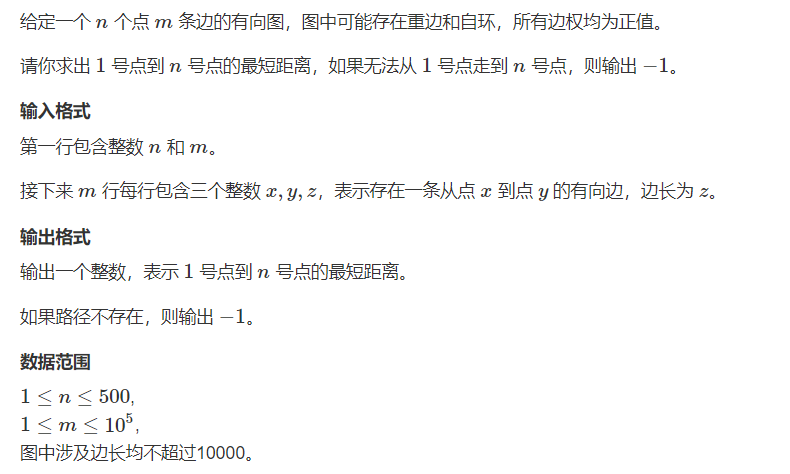 给定一个 n 个点 m 条边的有向图，图中可能存在重边和自环，所有边权均为正值。
请你求出 1 号点到 n 号点的最短距离，如果无法从 1 号点走到 n 号点，则输出 −1。
输入格式
第一行包含整数 n 和 m。
接下来 m 行每行包含三个整数 x, y, z，表示存在一条从点 x 到点 y 的有向边，边长为 z。
输出格式
输出一个整数，表示 1 号点到 n 号点的最短距离。
如果路径不存在，则输出 −1。
数据范围
1 ≤ n ≤ 500,
1 ≤ m ≤ 10⁵,
图中涉及边长均不超过10000。